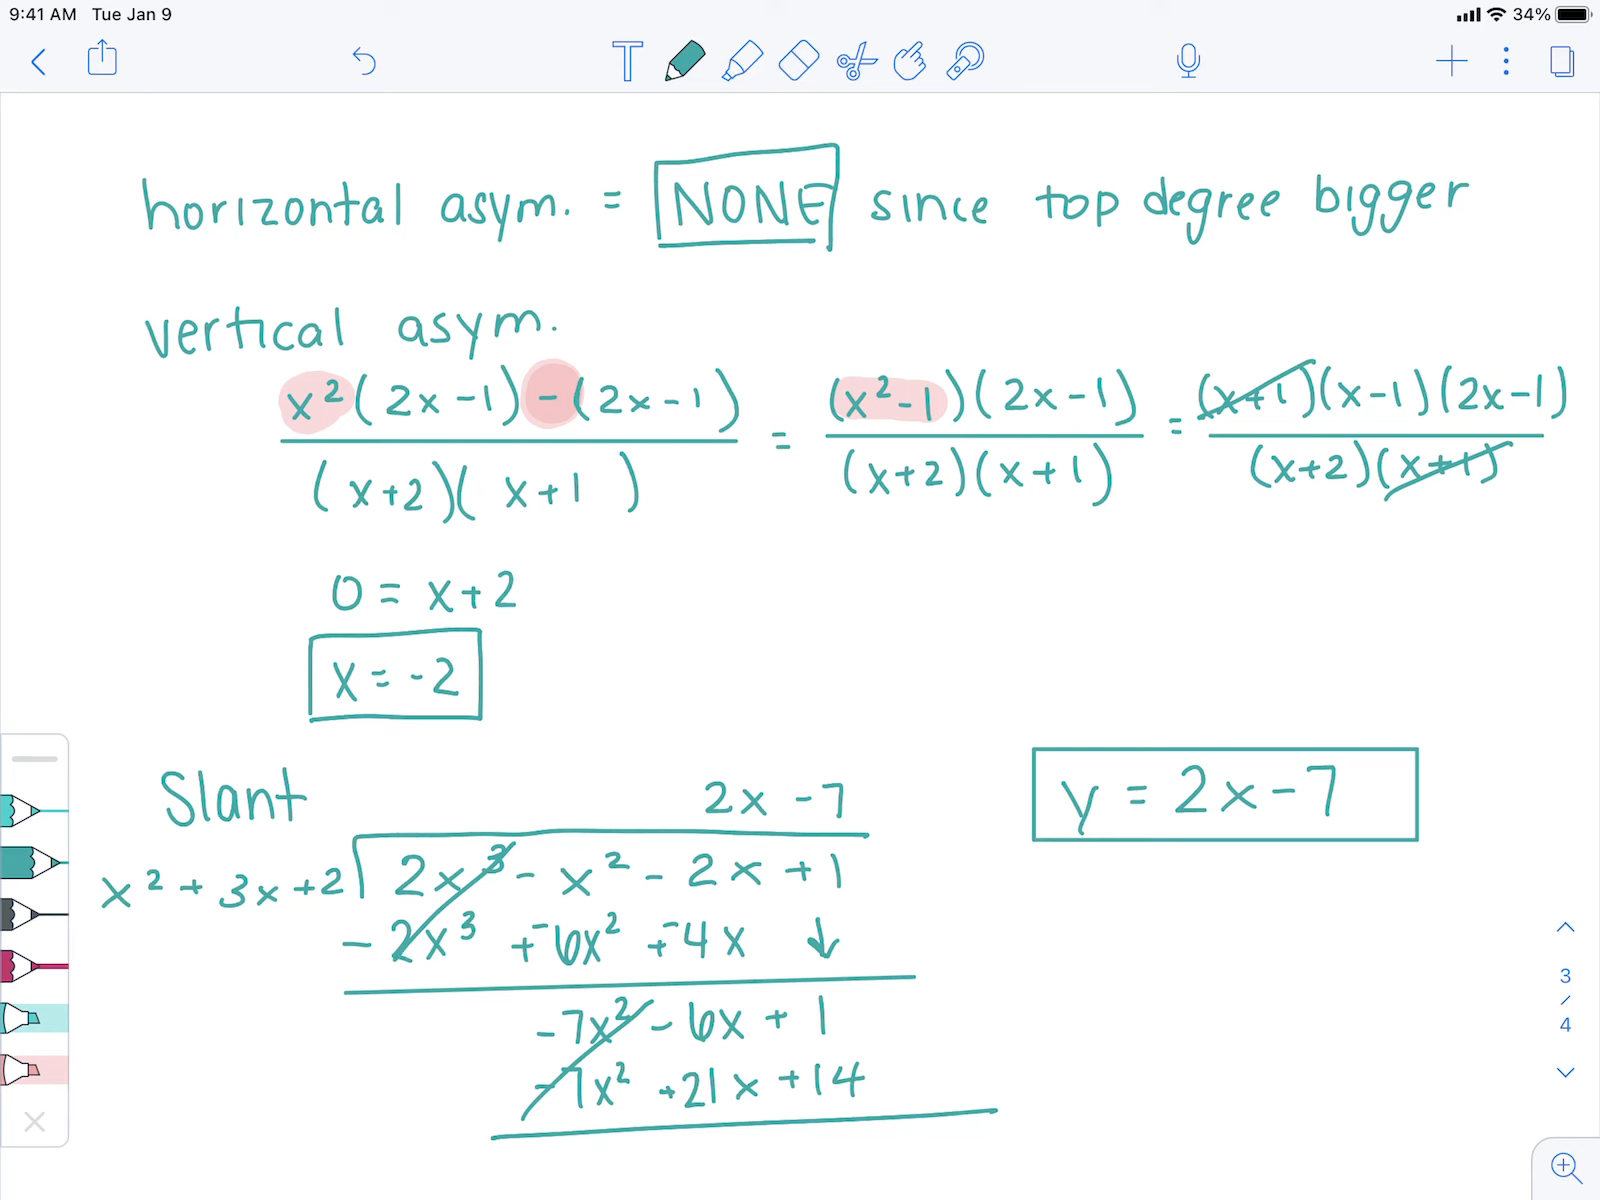 9:41 AM Tue Jan 9 34%
horizontal asym. = NONE since top degree bigger
vertical asym.
x²(2x-1)-(2x-1) / (x+2)(x+1) = (x²-1)(2x-1) / (x+2)(x+1) = (x+1)(x-1)(2x-1) / (x+2)(x+1)
0 = x+2
x = -2
Slant
2x -7
x² + 3x +2 2x³ - x² - 2x + 1
- 2x³ +-6x² +-4x ↓
-7x² - 6x + 1
-7x² +21x +14
y = 2x-7
3
/
4